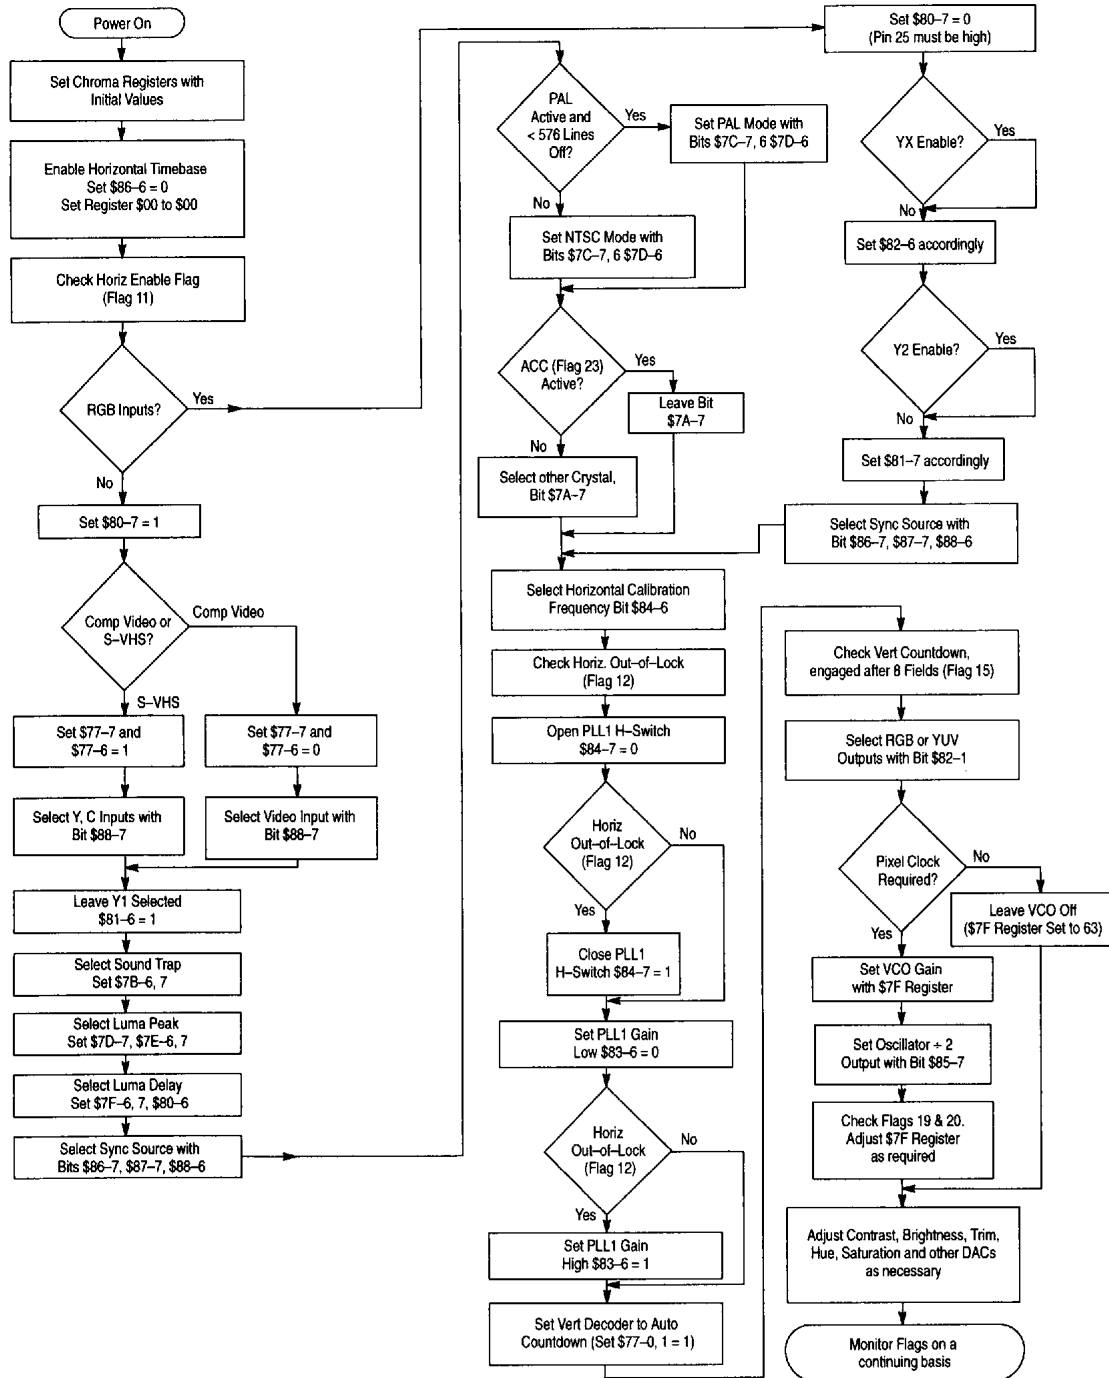 Power On
Set Chroma Registers with
Initial Values
Enable Horizontal Timebase
Set $86–6 = 0
Set Register $00 to $00
Check Horiz Enable Flag
(Flag 11)
RGB Inputs?
Yes
No
Set $80–7 = 1
Comp Video or
S–VHS?
Comp Video
S–VHS
Set $77–7 and
$77–6 = 1
Set $77–7 and
$77–6 = 0
Select Y, C Inputs with
Bit $88–7
Select Video Input with
Bit $88–7
Leave Y1 Selected
$81–6 = 1
Select Sound Trap
Set $7B–6, 7
Select Luma Peak
Set $7D–7, $7E–6, 7
Select Luma Delay
Set $7F–6, 7, $80–6
Select Sync Source with
Bits $86–7, $87–7, $88–6
PAL
Active and
< 576 Lines
Off?
Yes
Set PAL Mode with
Bits $7C–7, 6 $7D–6
No
Set NTSC Mode with
Bits $7C–7, 6 $7D–6
ACC (Flag 23)
Active?
Yes
Leave Bit
$7A–7
No
Select other Crystal,
Bit $7A–7
Select Horizontal Calibration
Frequency Bit $84–6
Check Horiz. Out–of–Lock
(Flag 12)
Open PLL1 H–Switch
$84–7 = 0
Horiz
Out–of–Lock
(Flag 12)
No
Yes
Close PLL1
H–Switch $84–7 = 1
Set PLL1 Gain
Low $83–6 = 0
Horiz
Out–of–Lock
(Flag 12)
No
Yes
Set PLL1 Gain
High $83–6 = 1
Set Vert Decoder to Auto
Countdown (Set $77–0, 1 = 1)
Set $80–7 = 0
(Pin 25 must be high)
YX Enable?
Yes
No
Set $82–6 accordingly
Y2 Enable?
Yes
No
Set $81–7 accordingly
Select Sync Source with
Bit $86–7, $87–7, $88–6
Check Vert Countdown,
engaged after 8 Fields (Flag 15)
Select RGB or YUV
Outputs with Bit $82–1
Pixel Clock
Required?
No
Leave VCO Off
($7F Register Set to 63)
Yes
Set VCO Gain
with $7F Register
Set Oscillator ÷ 2
Output with Bit $85–7
Check Flags 19 & 20.
Adjust $7F Register
as required
Adjust Contrast, Brightness, Trim,
Hue, Saturation and other DACs
as necessary
Monitor Flags on a
continuing basis